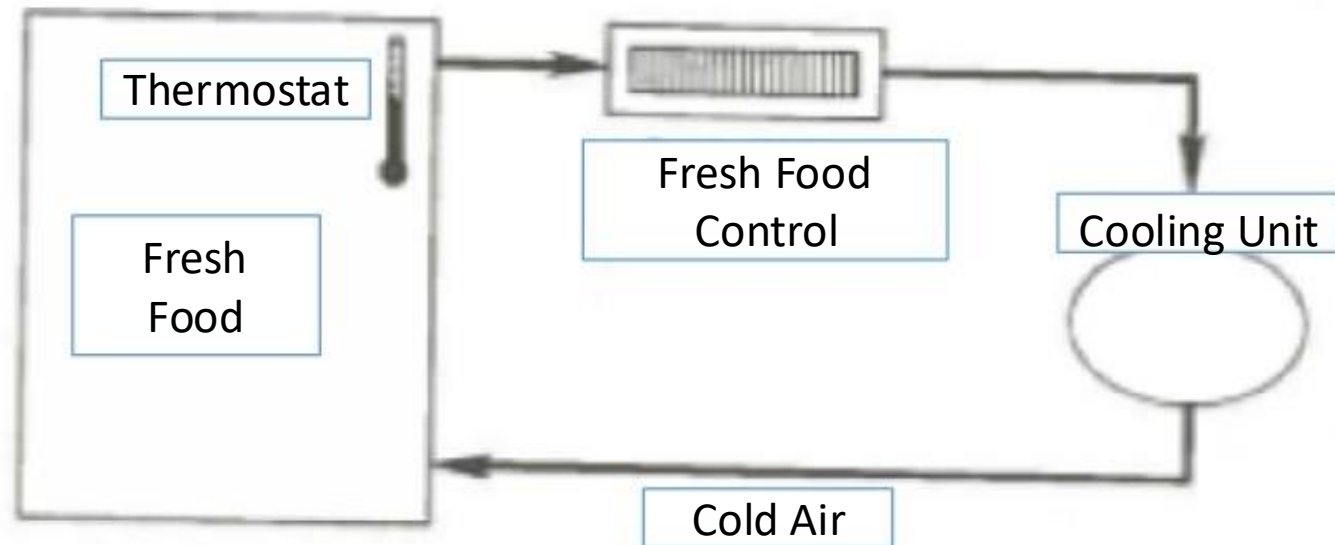 Thermostat
Fresh Food
Control
Cooling Unit
Fresh
Food
Cold Air